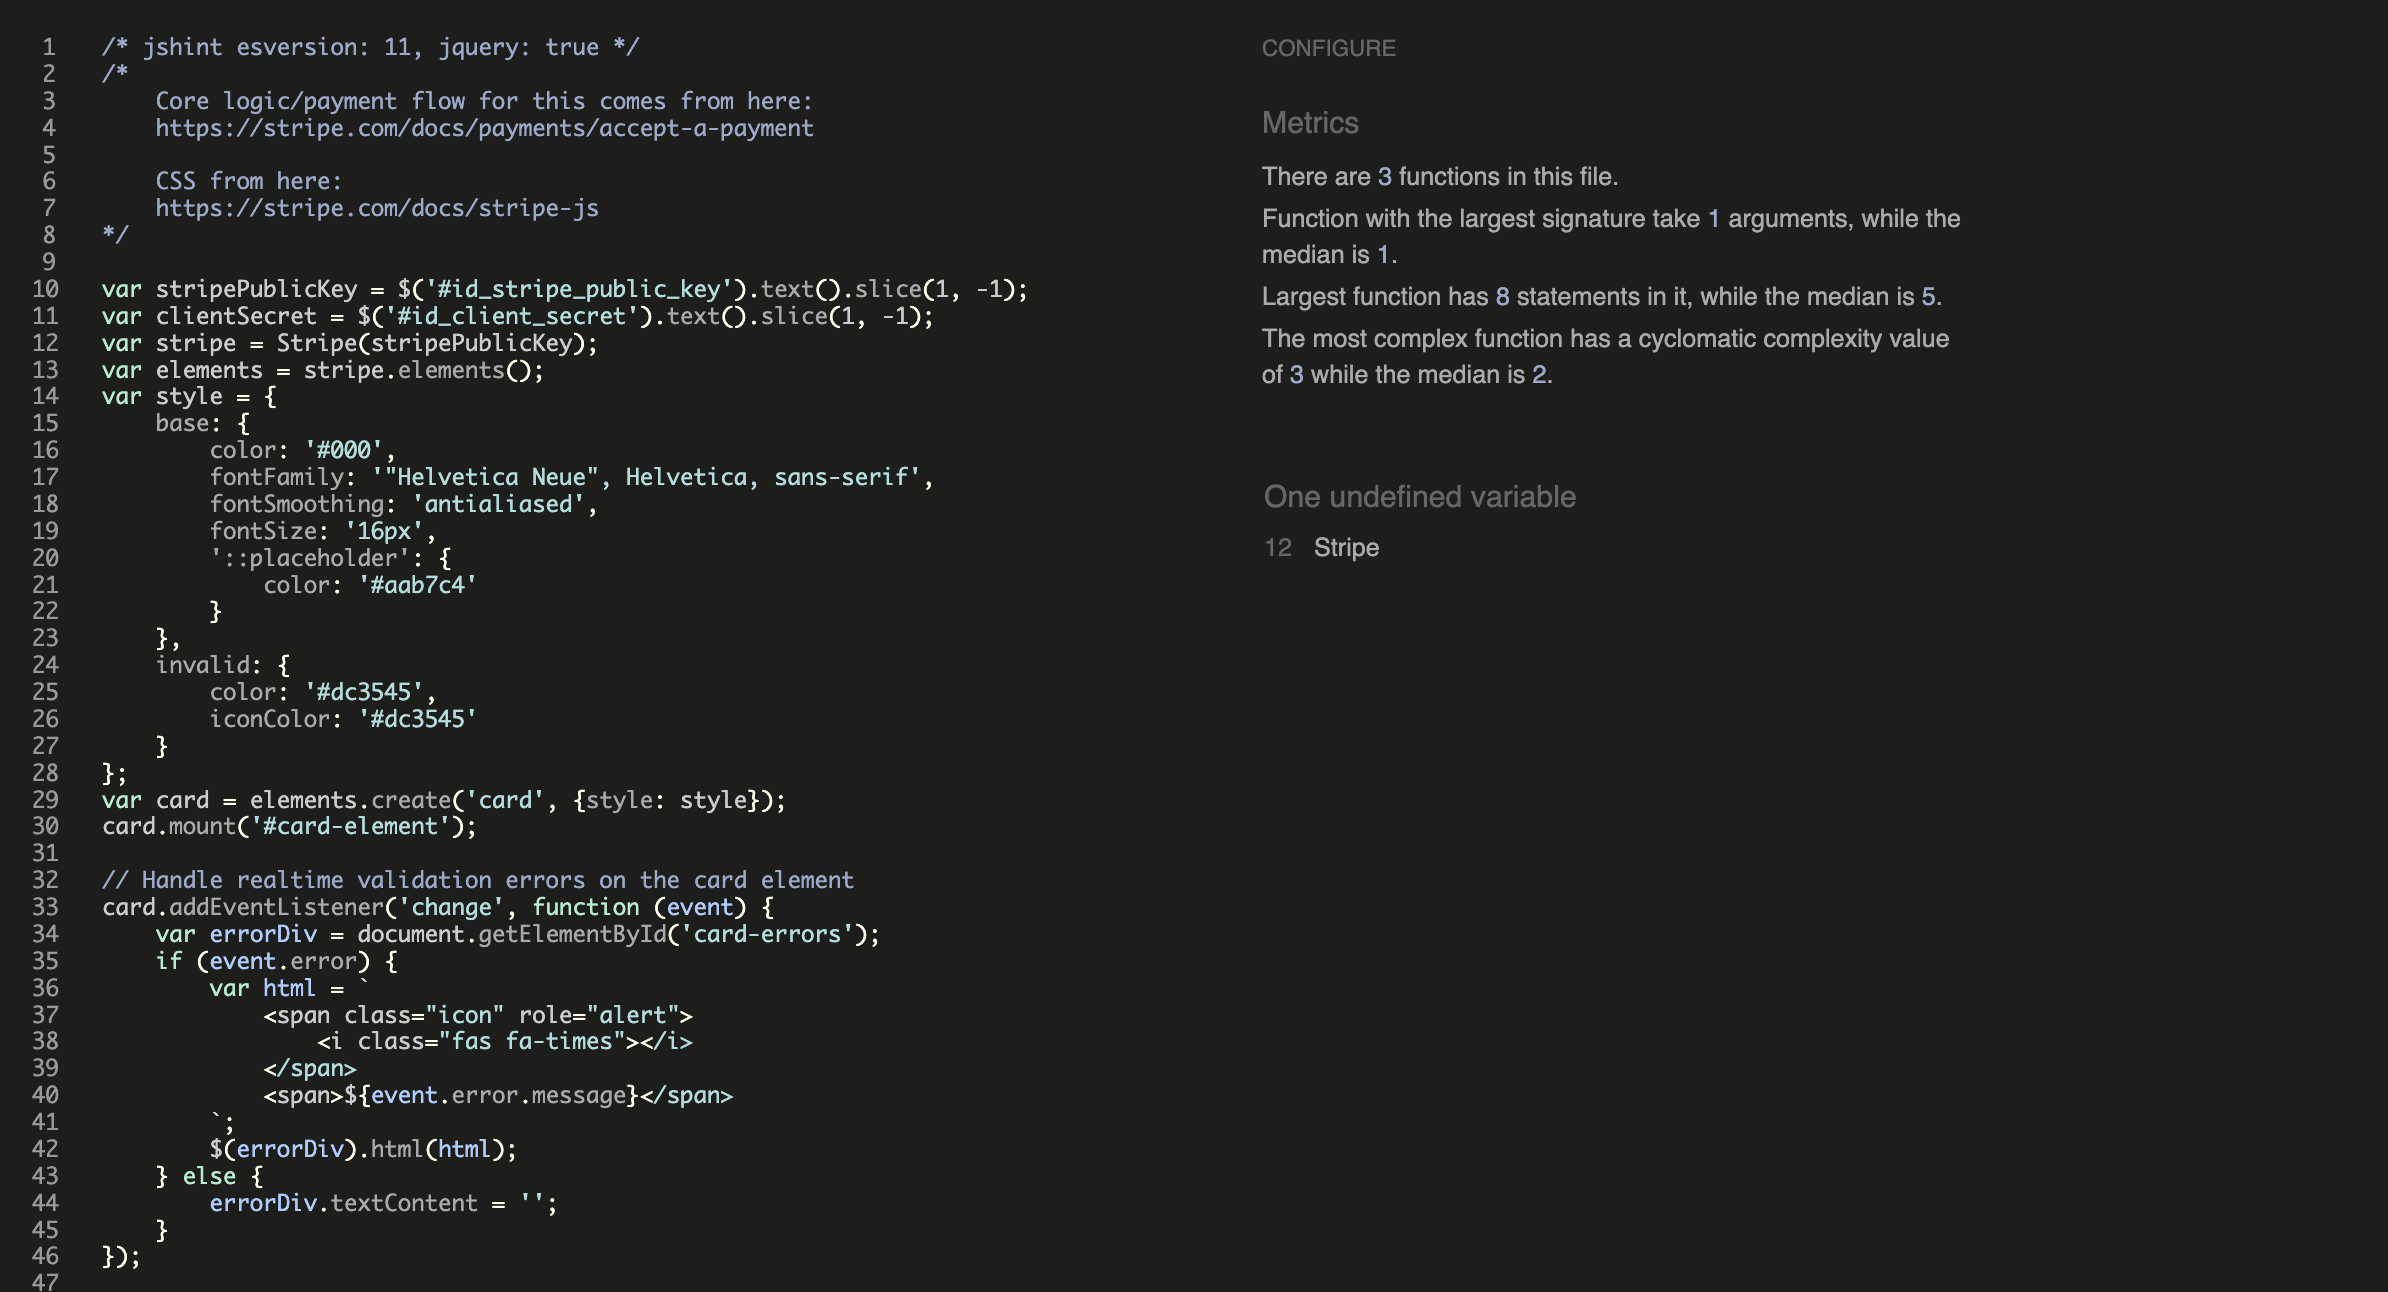 1 /* jshint esversion: 11, jquery: true */
2 /*
3     Core logic/payment flow for this comes from here:
4     https://stripe.com/docs/payments/accept-a-payment
5
6     CSS from here:
7     https://stripe.com/docs/stripe-js
8 */
9
10 var stripePublicKey = $('#id_stripe_public_key').text().slice(1, -1);
11 var clientSecret = $('#id_client_secret').text().slice(1, -1);
12 var stripe = Stripe(stripePublicKey);
13 var elements = stripe.elements();
14 var style = {
15     base: {
16         color: '#000',
17         fontFamily: '"Helvetica Neue", Helvetica, sans-serif',
18         fontSmoothing: 'antialiased',
19         fontSize: '16px',
20         '::placeholder': {
21             color: '#aab7c4'
22         }
23     },
24     invalid: {
25         color: '#dc3545',
26         iconColor: '#dc3545'
27     }
28 };
29 var card = elements.create('card', {style: style});
30 card.mount('#card-element');
31
32 // Handle realtime validation errors on the card element
33 card.addEventListener('change', function (event) {
34     var errorDiv = document.getElementById('card-errors');
35     if (event.error) {
36         var html = `
37             <span class="icon" role="alert">
38                 <i class="fas fa-times"></i>
39             </span>
40             <span>${event.error.message}</span>
41         `;
42         $(errorDiv).html(html);
43     } else {
44         errorDiv.textContent = '';
45     }
46 });
47
CONFIGURE
Metrics
There are 3 functions in this file.
Function with the largest signature take 1 arguments, while the
median is 1.
Largest function has 8 statements in it, while the median is 5.
The most complex function has a cyclomatic complexity value
of 3 while the median is 2.
One undefined variable
12 Stripe